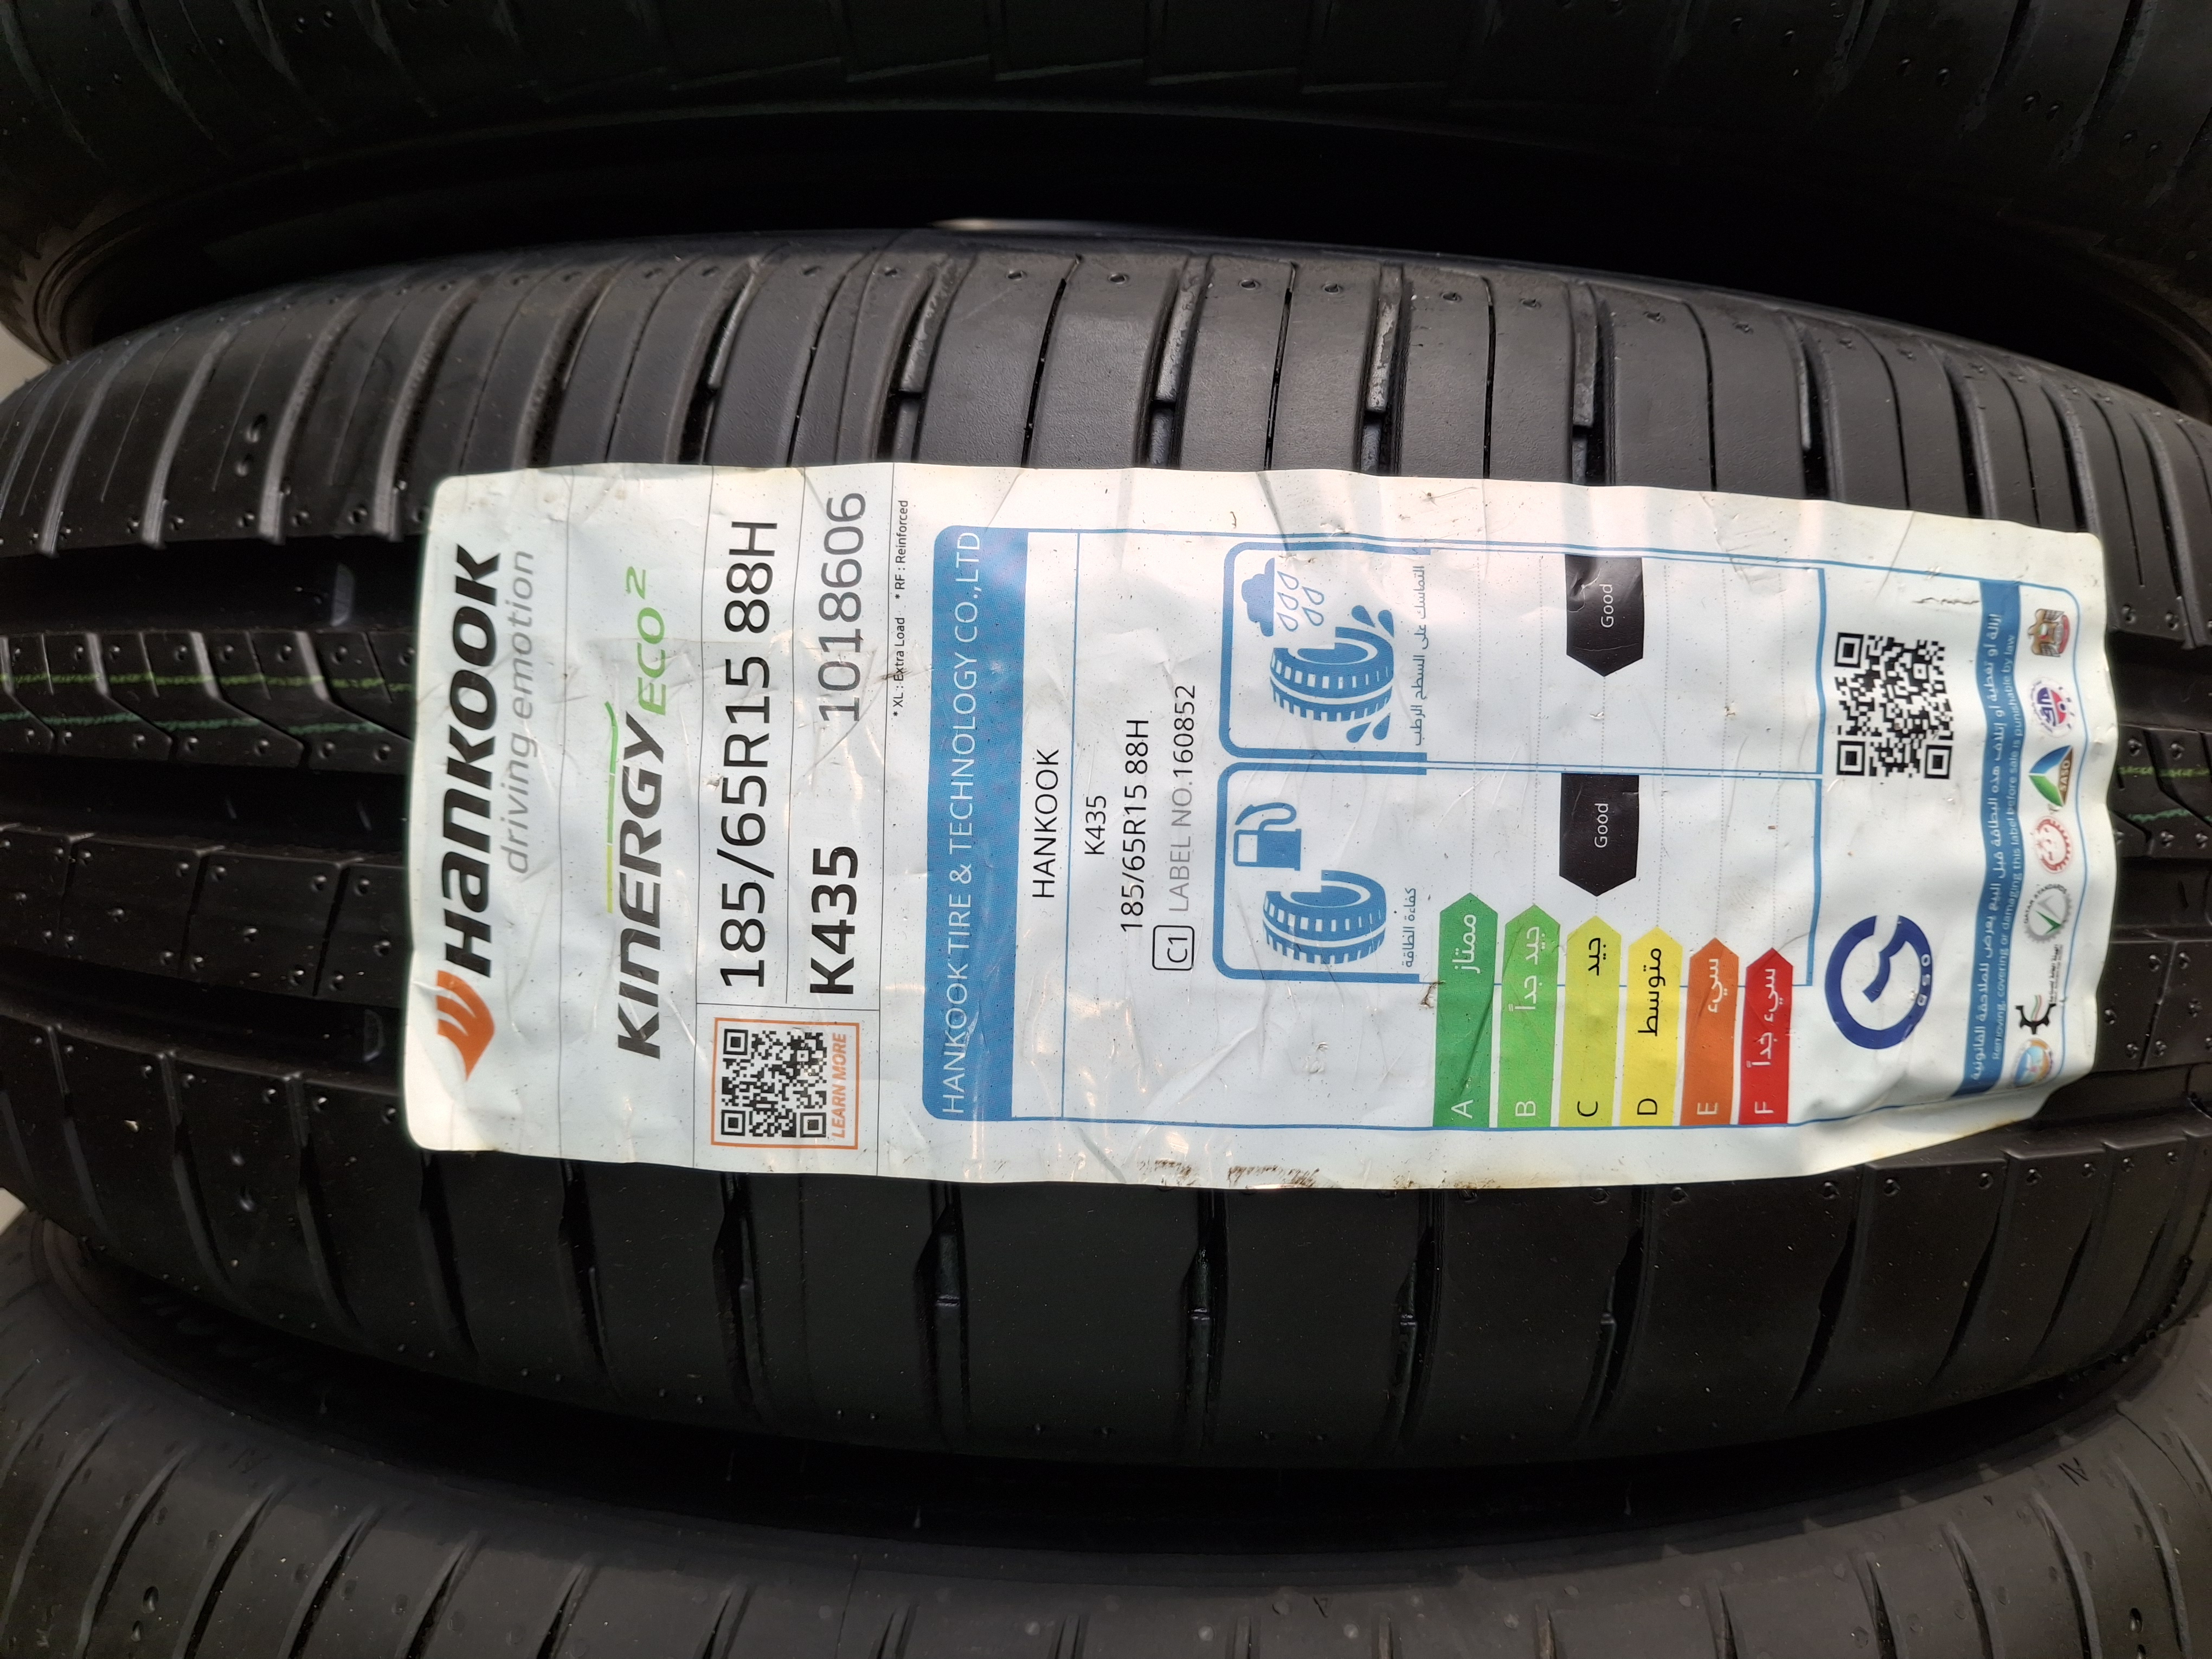 Hankook
driving emotion
KINERGY ECO²
185/65R15 88H
K435 1018606
LEARN MORE
* XL : Extra Load * RF : Reinforced
HANKOOK TIRE & TECHNOLOGY CO.,LTD
HANKOOK
K435
185/65R15 88H
C1 LABEL NO.160852
كفاءة الطاقة
التماسك على السطح الرطب
A ممتاز
B جيد جداً
C جيد
Good
Good
D متوسط
E سيء
F سيء جداً
GSO
إزالة أو تغطية أو إتلاف هذه البطاقة قبل البيع يعرض للملاحقة القانونية
Removing, covering or damaging this label before sale is punishable by law